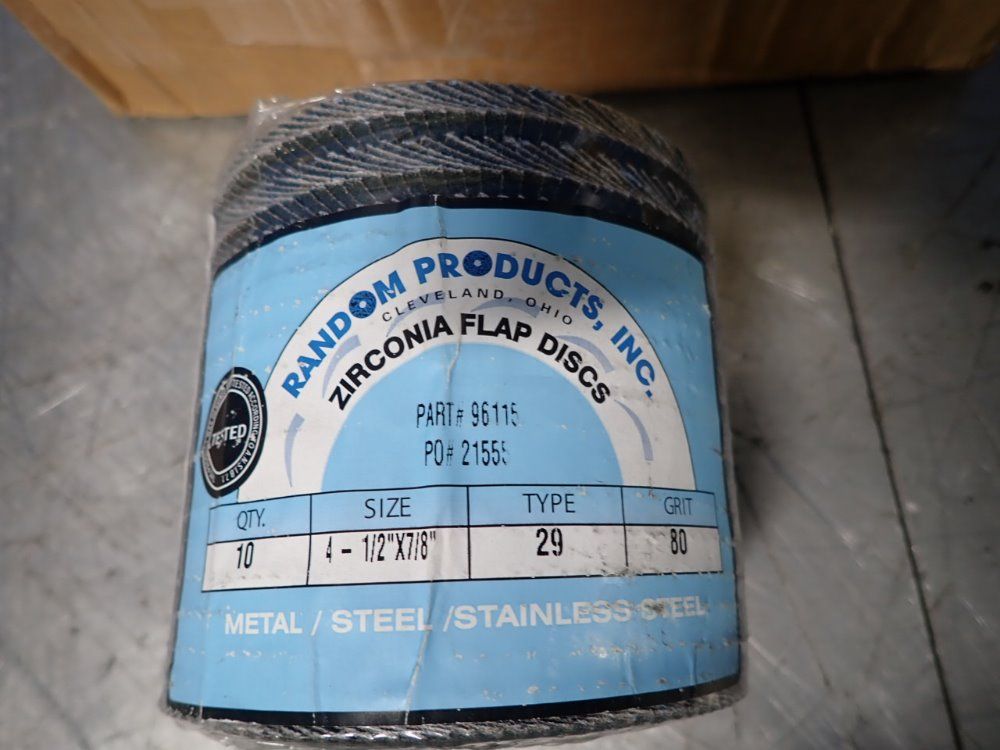 RANDOM PRODUCTS, INC.
CLEVELAND, OHIO
ZIRCONIA FLAP DISCS
PART# 96115
PO# 21555
TESTED
QTY. SIZE TYPE GRIT
10 4 - 1/2"X7/8" 29 80
METAL / STEEL / STAINLESS STEEL